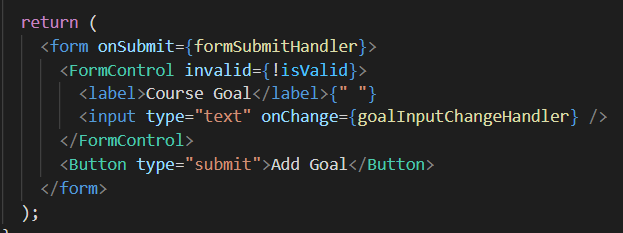 return (
<form onSubmit={formSubmitHandler}>
<FormControl invalid={!isValid}>
<label>Course Goal</label>{" "}
<input type="text" onChange={goalInputChangeHandler} />
</FormControl>
<Button type="submit">Add Goal</Button>
</form>
);